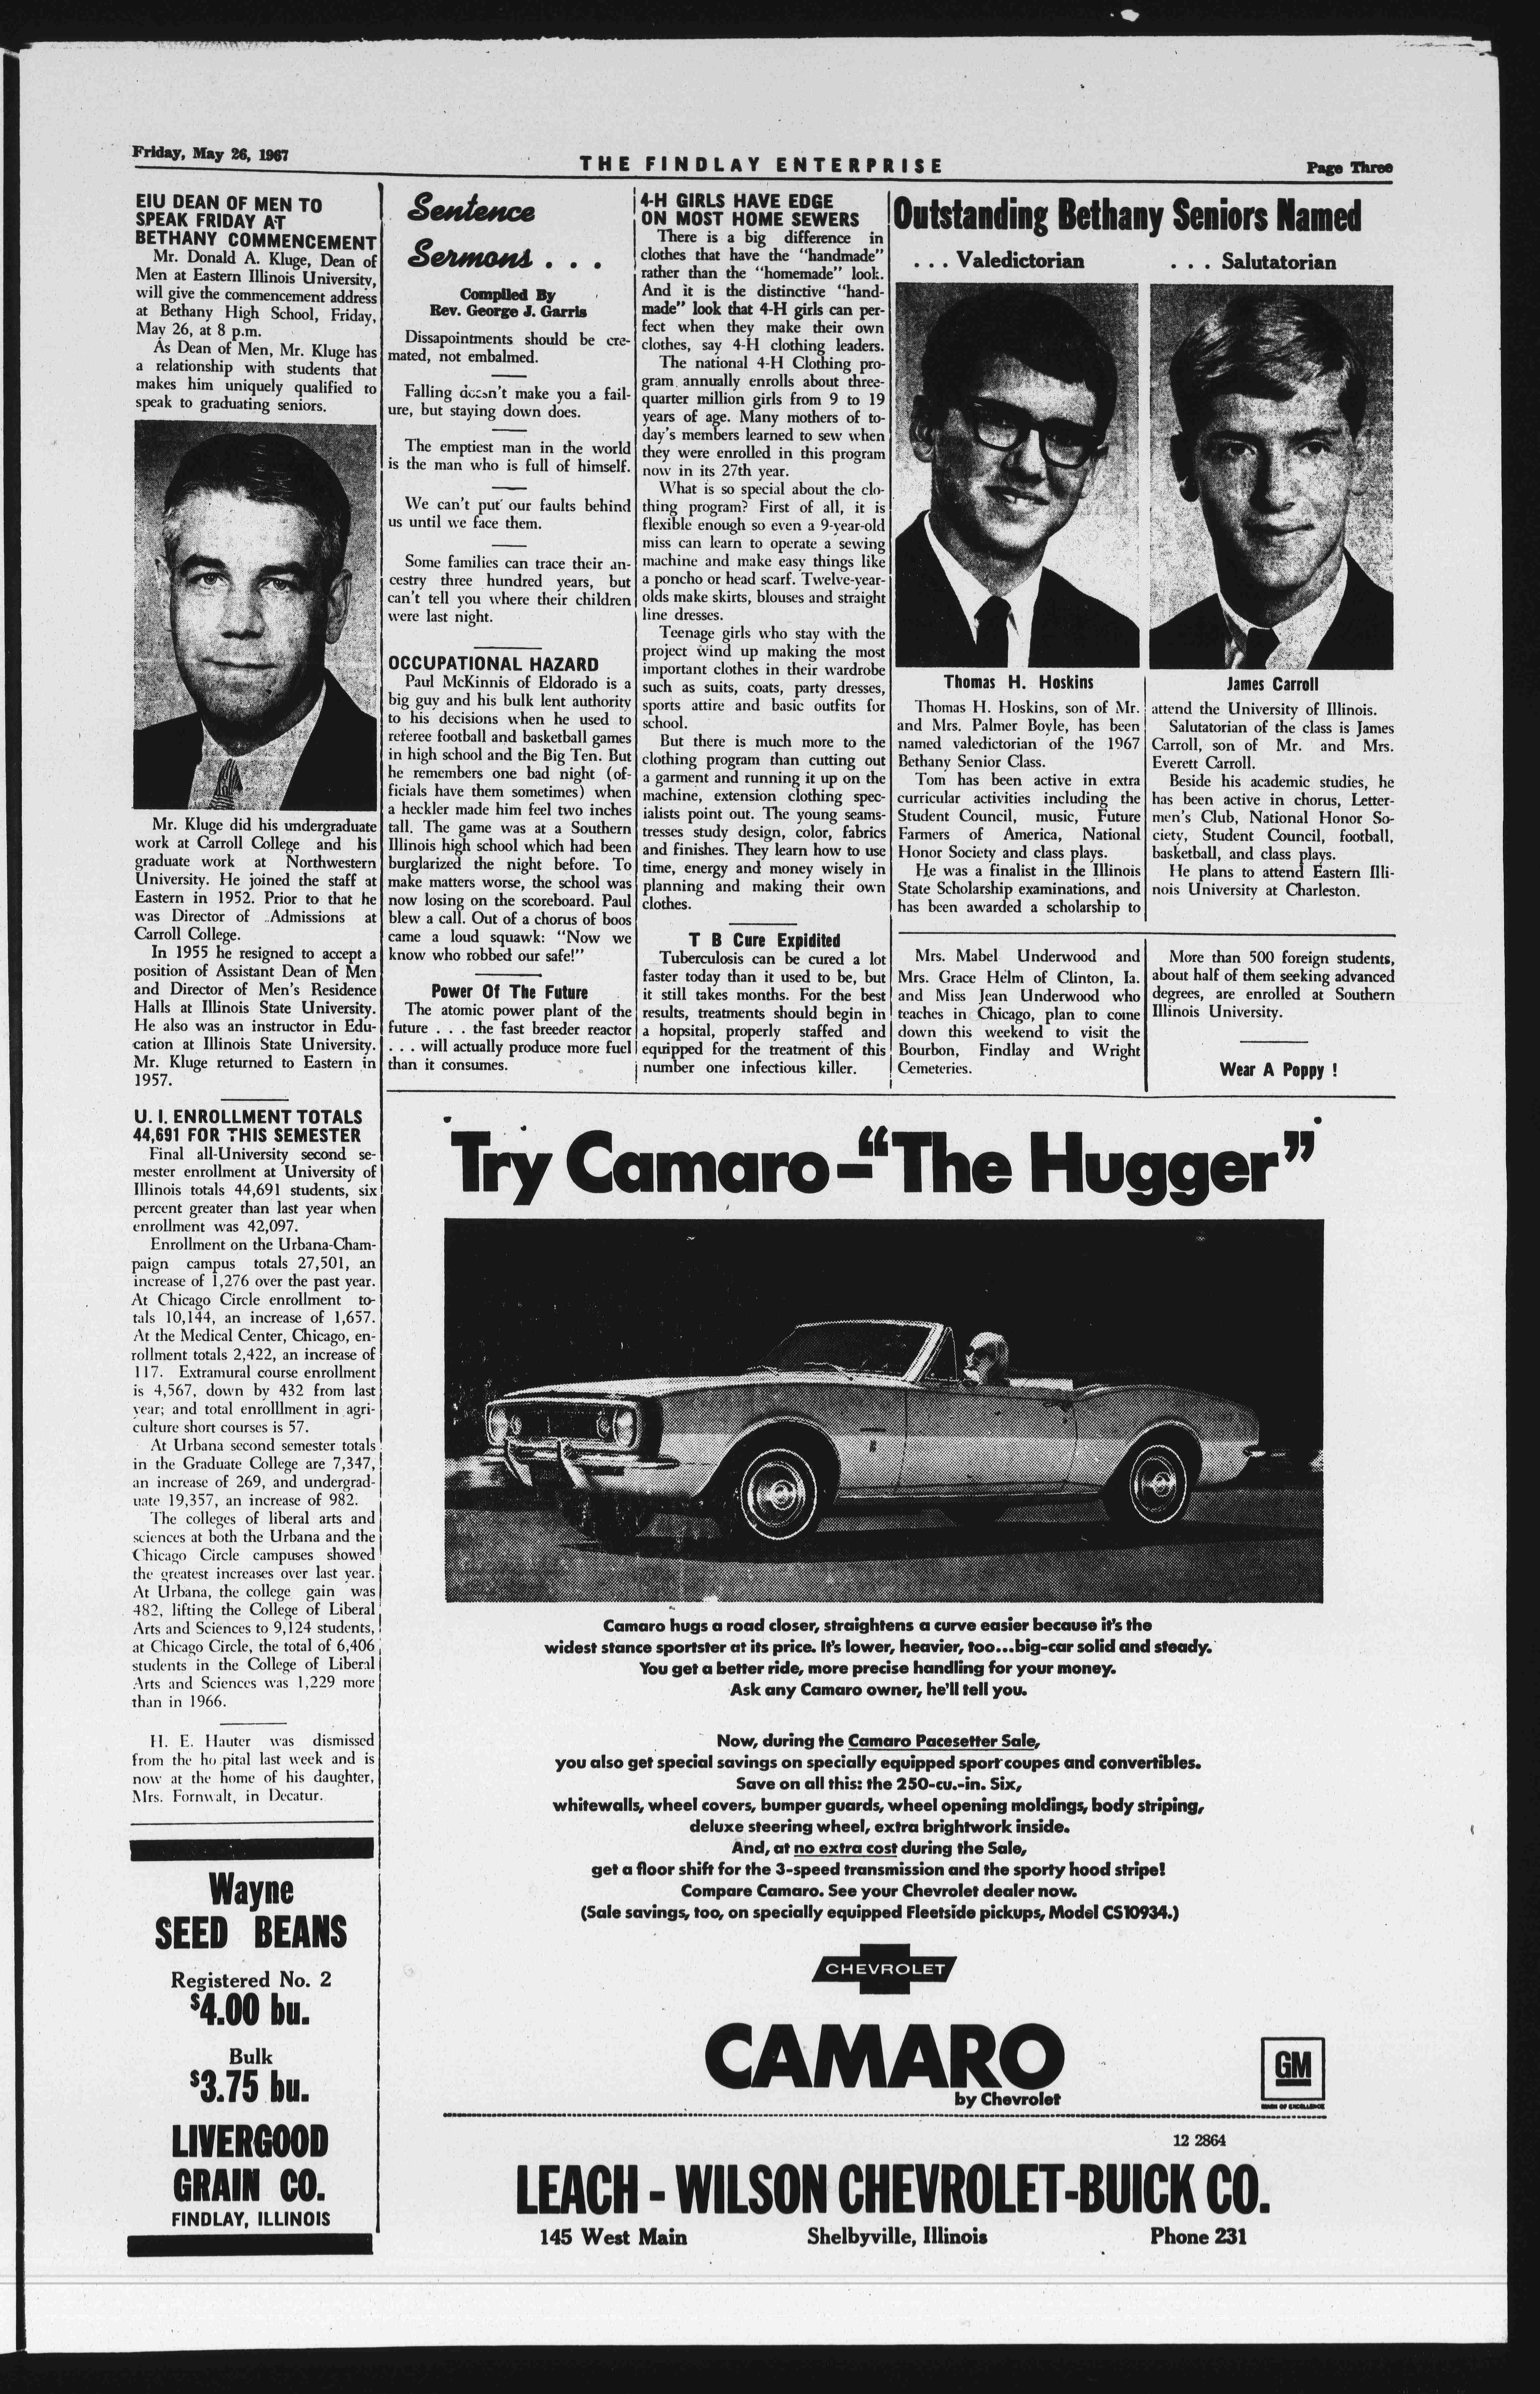 Friday, May 26, 1967
THE FINDLAY ENTERPRISE
Page Three
EIU DEAN OF MEN TO
SPEAK FRIDAY AT
BETHANY COMMENCEMENT
Mr. Donald A. Kluge, Dean of
Men at Eastern Illinois University,
will give the commencement address
at Bethany High School, Friday,
May 26, at 8 p.m.
As Dean of Men, Mr. Kluge has
a relationship with students that
makes him uniquely qualified to
speak to graduating seniors.
Mr. Kluge did his undergraduate
work at Carroll College and his
graduate work at Northwestern
University. He joined the staff at
Eastern in 1952. Prior to that he
was Director of Admissions at
Carroll College.
In 1955 he resigned to accept a
position of Assistant Dean of Men
and Director of Men's Residence
Halls at Illinois State University.
He also was an instructor in Edu-
cation at Illinois State University.
Mr. Kluge returned to Eastern in
1957.
U. I. ENROLLMENT TOTALS
44,691 FOR THIS SEMESTER
Final all-University second se-
mester enrollment at University of
Illinois totals 44,691 students, six
percent greater than last year when
enrollment was 42,097.
Enrollment on the Urbana-Cham-
paign campus totals 27,501, an
increase of 1,276 over the past year.
At Chicago Circle enrollment to-
tals 10,144, an increase of 1,657.
At the Medical Center, Chicago, en-
rollment totals 2,422, an increase of
117. Extramural course enrollment
is 4,567, down by 432 from last
year; and total enrolllment in agri-
culture short courses is 57.
At Urbana second semester totals
in the Graduate College are 7,347,
an increase of 269, and undergrad-
uate 19,357, an increase of 982.
The colleges of liberal arts and
sciences at both the Urbana and the
Chicago Circle campuses showed
the greatest increases over last year.
At Urbana, the college gain was
482, lifting the College of Liberal
Arts and Sciences to 9,124 students,
at Chicago Circle, the total of 6,406
students in the College of Liberal
Arts and Sciences was 1,229 more
than in 1966.
H. E. Hauter was dismissed
from the ho pital last week and is
now at the home of his daughter,
Mrs. Fornwalt, in Decatur.
Wayne
SEED BEANS
Registered No. 2
$4.00 bu.
Bulk
$3.75 bu.
LIVERGOOD
GRAIN CO.
FINDLAY, ILLINOIS
Sentence
Sermons . . .
Compiled By
Rev. George J. Garris
Dissapointments should be cre-
mated, not embalmed.
Falling doesn't make you a fail-
ure, but staying down does.
The emptiest man in the world
is the man who is full of himself.
We can't put our faults behind
us until we face them.
Some families can trace their an-
cestry three hundred years, but
can't tell you where their children
were last night.
OCCUPATIONAL HAZARD
Paul McKinnis of Eldorado is a
big guy and his bulk lent authority
to his decisions when he used to
referee football and basketball games
in high school and the Big Ten. But
he remembers one bad night (of-
ficials have them sometimes) when
a heckler made him feel two inches
tall. The game was at a Southern
Illinois high school which had been
burglarized the night before. To
make matters worse, the school was
now losing on the scoreboard. Paul
blew a call. Out of a chorus of boos
came a loud squawk: "Now we
know who robbed our safe!"
Power Of The Future
The atomic power plant of the
future . . . the fast breeder reactor
. . . will actually produce more fuel
than it consumes.
4-H GIRLS HAVE EDGE
ON MOST HOME SEWERS
There is a big difference in
clothes that have the "handmade"
rather than the "homemade" look.
And it is the distinctive "hand-
made" look that 4-H girls can per-
fect when they make their own
clothes, say 4-H clothing leaders.
The national 4-H Clothing pro-
gram annually enrolls about three-
quarter million girls from 9 to 19
years of age. Many mothers of to-
day's members learned to sew when
they were enrolled in this program
now in its 27th year.
What is so special about the clo-
thing program? First of all, it is
flexible enough so even a 9-year-old
miss can learn to operate a sewing
machine and make easy things like
a poncho or head scarf. Twelve-year-
olds make skirts, blouses and straight
line dresses.
Teenage girls who stay with the
project wind up making the most
important clothes in their wardrobe
such as suits, coats, party dresses,
sports attire and basic outfits for
school.
But there is much more to the
clothing program than cutting out
a garment and running it up on the
machine, extension clothing spec-
ialists point out. The young seams-
tresses study design, color, fabrics
and finishes. They learn how to use
time, energy and money wisely in
planning and making their own
clothes.
T B Cure Expidited
Tuberculosis can be cured a lot
faster today than it used to be, but
it still takes months. For the best
results, treatments should begin in
a hopsital, properly staffed and
equipped for the treatment of this
number one infectious killer.
Outstanding Bethany Seniors Named
. . . Valedictorian
. . . Salutatorian
Thomas H. Hoskins
James Carroll
Thomas H. Hoskins, son of Mr.
and Mrs. Palmer Boyle, has been
named valedictorian of the 1967
Bethany Senior Class.
Tom has been active in extra
curricular activities including the
Student Council, music, Future
Farmers of America, National
Honor Society and class plays.
He was a finalist in the Illinois
State Scholarship examinations, and
has been awarded a scholarship to
attend the University of Illinois.
Salutatorian of the class is James
Carroll, son of Mr. and Mrs.
Everett Carroll.
Beside his academic studies, he
has been active in chorus, Letter-
men's Club, National Honor So-
ciety, Student Council, football,
basketball, and class plays.
He plans to attend Eastern Illi-
nois University at Charleston.
Mrs. Mabel Underwood and
Mrs. Grace Helm of Clinton, Ia.
and Miss Jean Underwood who
teaches in Chicago, plan to come
down this weekend to visit the
Bourbon, Findlay and Wright
Cemeteries.
More than 500 foreign students,
about half of them seeking advanced
degrees, are enrolled at Southern
Illinois University.
Wear A Poppy !
Try Camaro-"The Hugger"
Camaro hugs a road closer, straightens a curve easier because it's the
widest stance sportster at its price. It's lower, heavier, too...big-car solid and steady.
You get a better ride, more precise handling for your money.
Ask any Camaro owner, he'll tell you.
Now, during the Camaro Pacesetter Sale,
you also get special savings on specially equipped sport coupes and convertibles.
Save on all this: the 250-cu.-in. Six,
whitewalls, wheel covers, bumper guards, wheel opening moldings, body striping,
deluxe steering wheel, extra brightwork inside.
And, at no extra cost during the Sale,
get a floor shift for the 3-speed transmission and the sporty hood stripe!
Compare Camaro. See your Chevrolet dealer now.
(Sale savings, too, on specially equipped Fleetside pickups, Model CS10934.)
CHEVROLET
CAMARO
by Chevrolet
GM
MARK OF EXCELLENCE
12 2864
LEACH - WILSON CHEVROLET-BUICK CO.
145 West Main
Shelbyville, Illinois
Phone 231